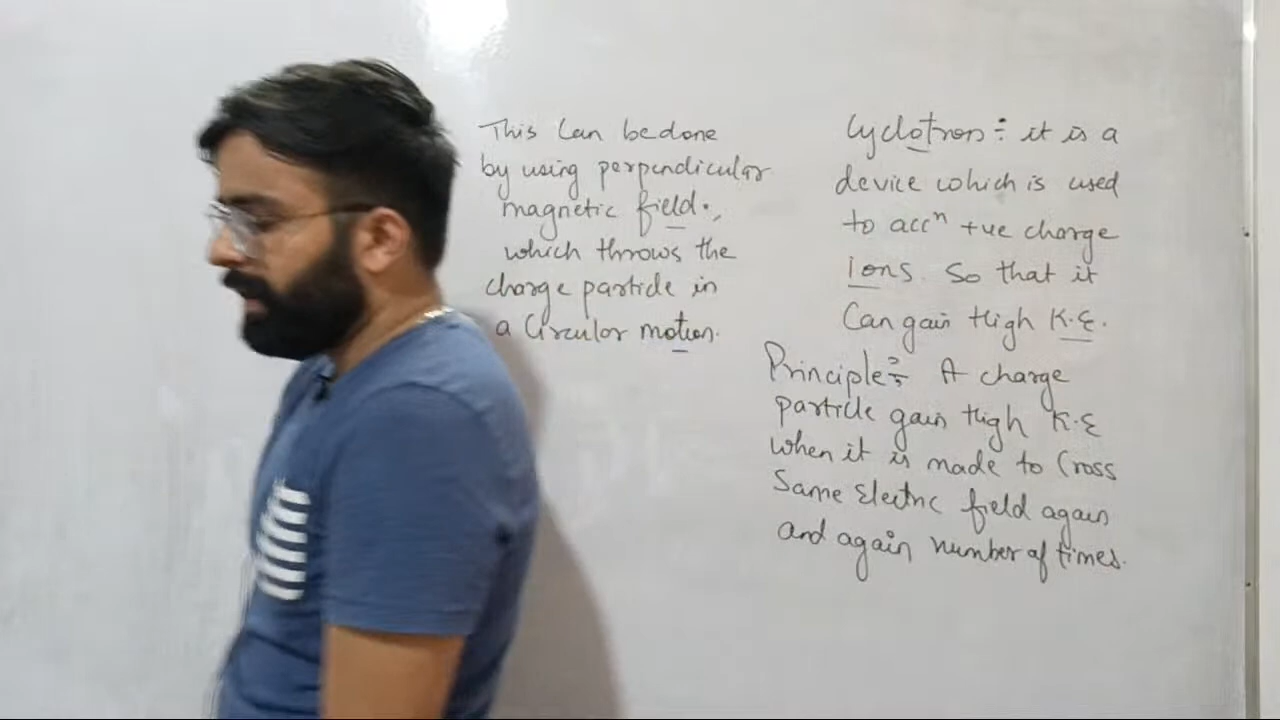 Cyclotron÷ it is a
device which is used
to accⁿ +ve charge
Ions. So that it
Can gain High K.E.
Principle÷ A charge
particle gain High K.E
when it is made to Cross
Same Electric field again
and again number of times.
This Can be done
by using perpendicular
magnetic field.,
which throws the
charge particle in
a Circular motion.